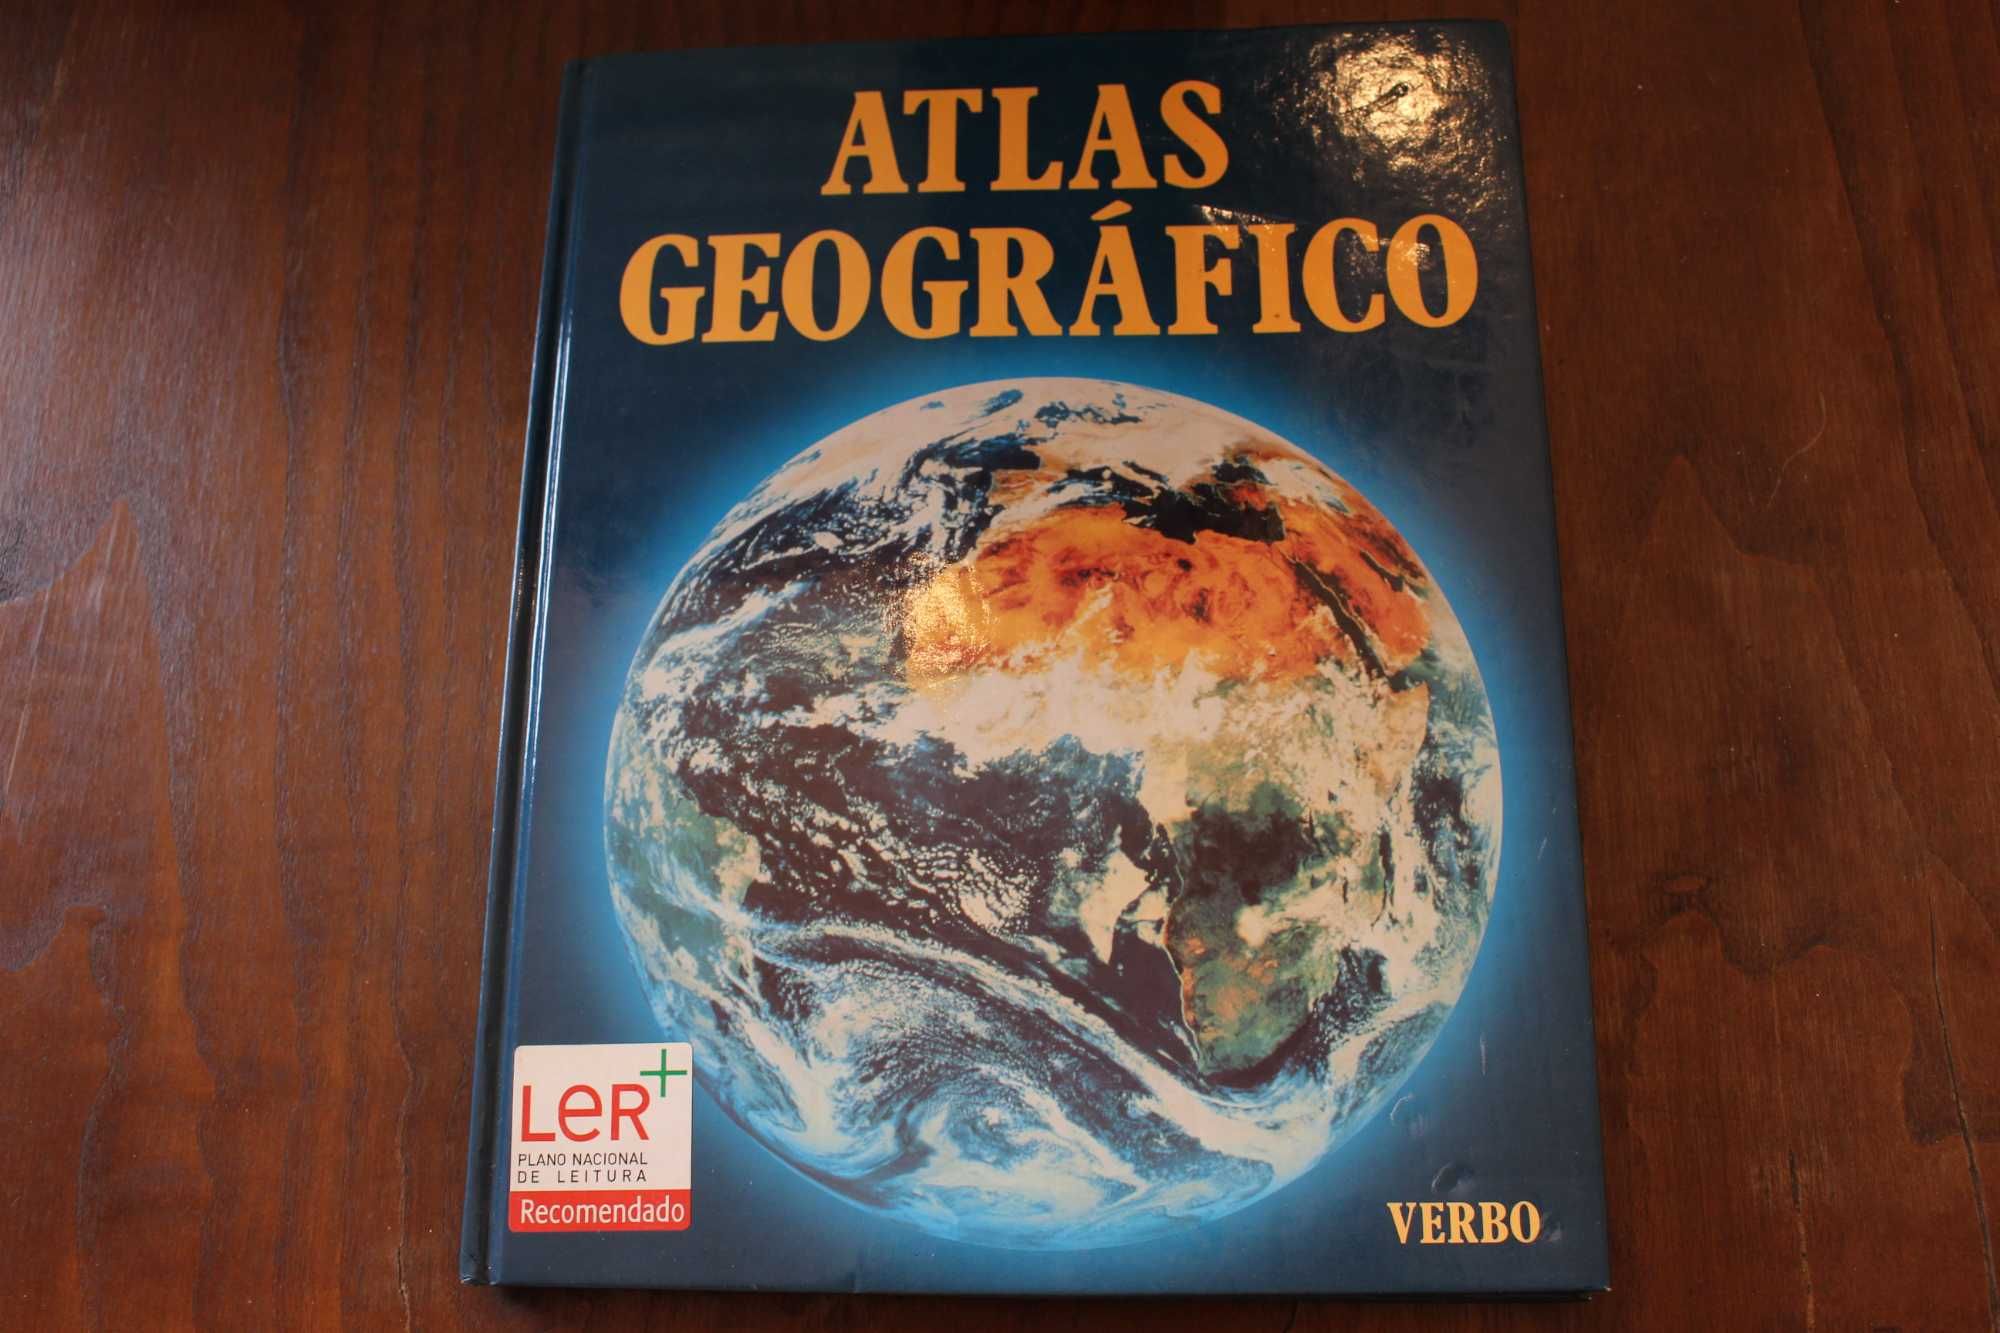 ATLAS
GEOGRÁFICO
LeR+
PLANO NACIONAL
DE LEITURA
Recomendado
VERBO